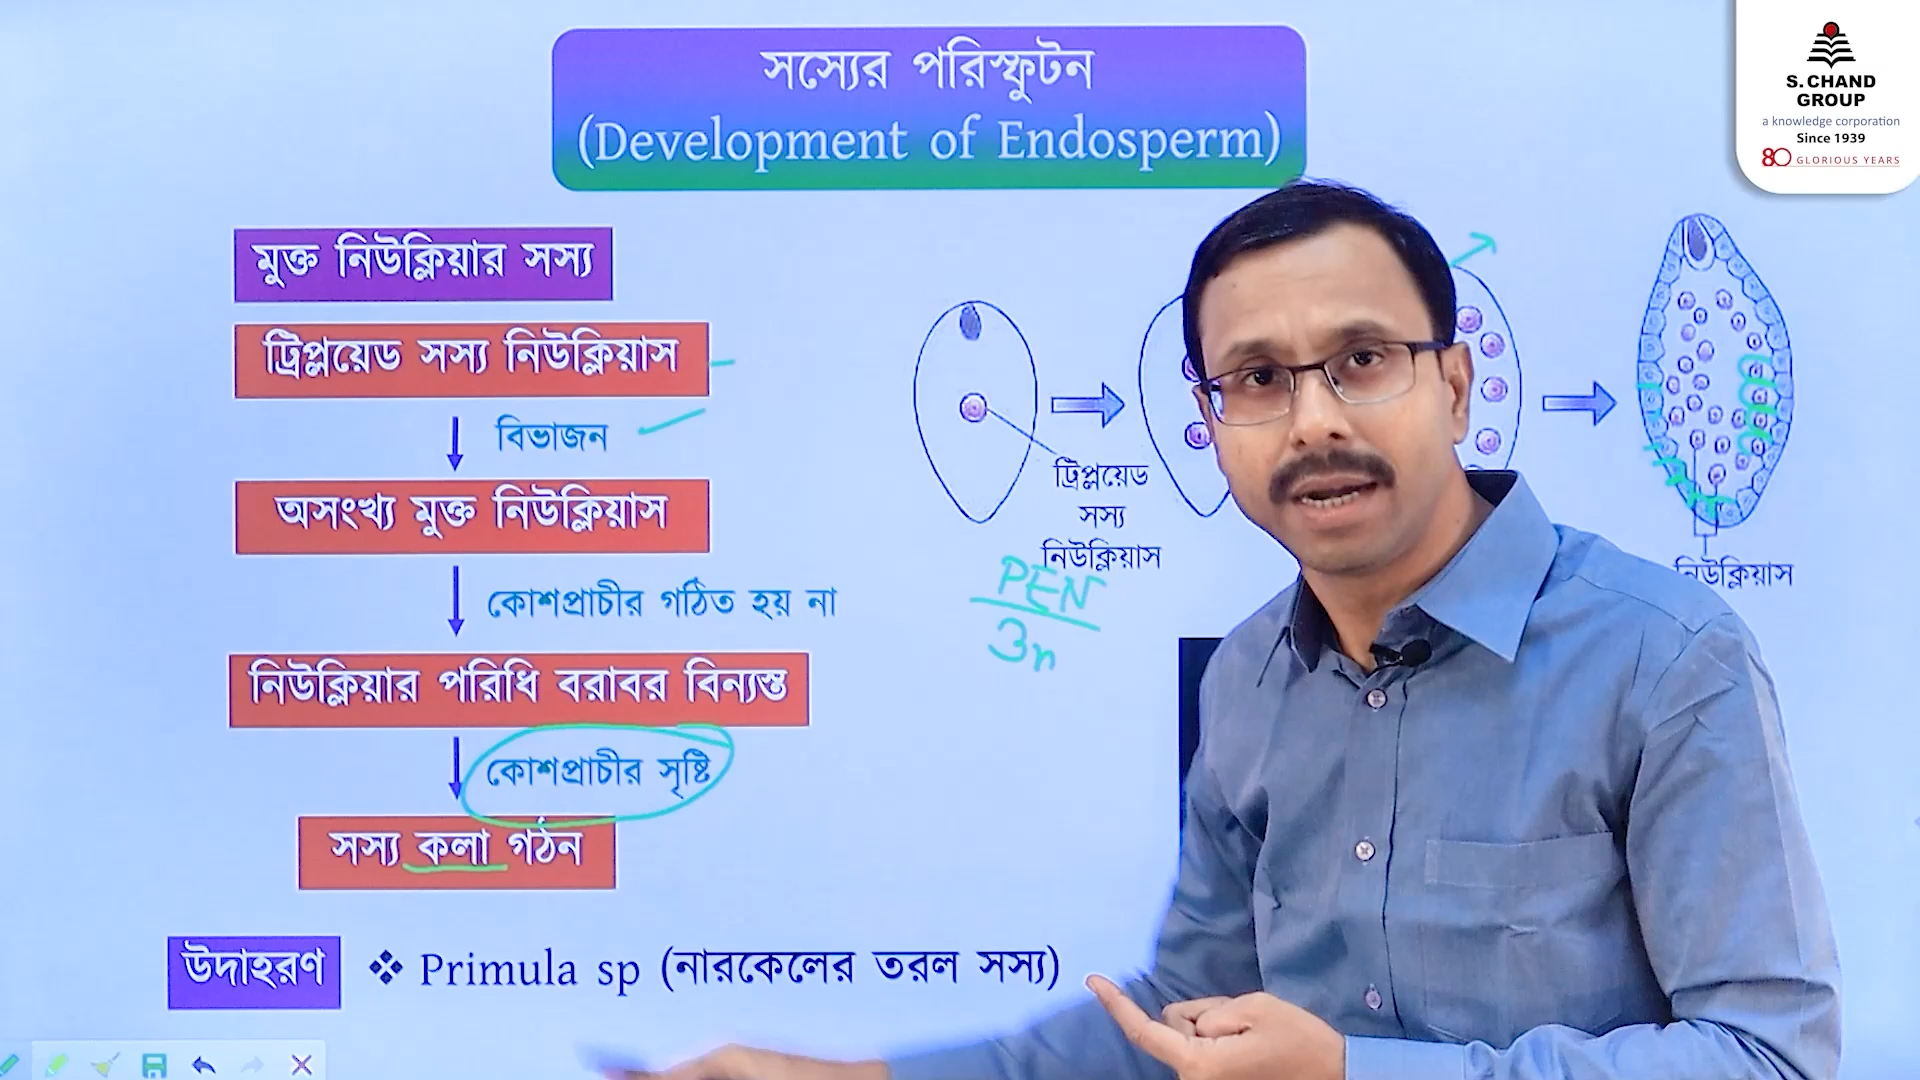 সস্যের পরিস্ফুটন
(Development of Endosperm)
S. CHAND
GROUP
a knowledge corporation
Since 1939
80 GLORIOUS YEARS
মুক্ত নিউক্লিয়ার সস্য
ট্রিপ্লয়েড সস্য নিউক্লিয়াস
বিভাজন
অসংখ্য মুক্ত নিউক্লিয়াস
কোশপ্রাচীর গঠিত হয় না
নিউক্লিয়ার পরিধি বরাবর বিন্যস্ত
কোশপ্রাচীর সৃষ্টি
সস্য কলা গঠন
উদাহরণ ❖ Primula sp (নারকেলের তরল সস্য)
ট্রিপ্লয়েড
সস্য
নিউক্লিয়াস
PEN
3n
নিউক্লিয়াস